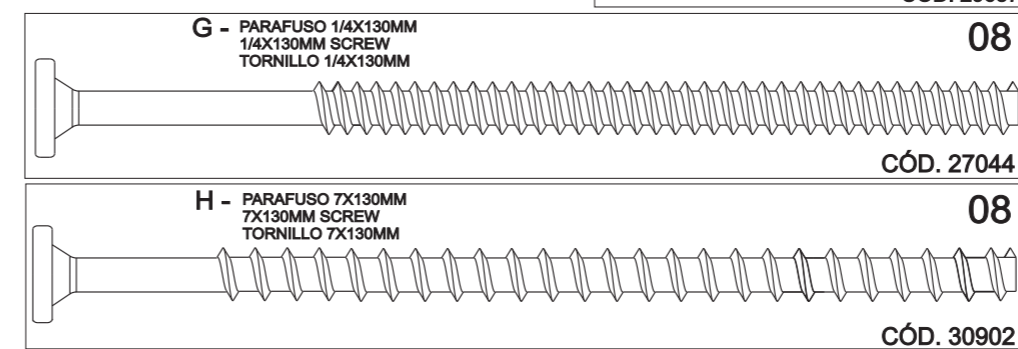 G - PARAFUSO 1/4X130MM
1/4X130MM SCREW
TORNILLO 1/4X130MM
08
CÓD. 27044
H - PARAFUSO 7X130MM
7X130MM SCREW
TORNILLO 7X130MM
08
CÓD. 30902